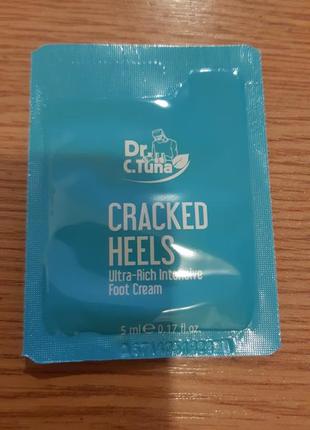 Dr.
C.Tuna
CRACKED
HEELS
Ultra-Rich Intensive
Foot Cream
5 ml e 0.17 fl.oz.